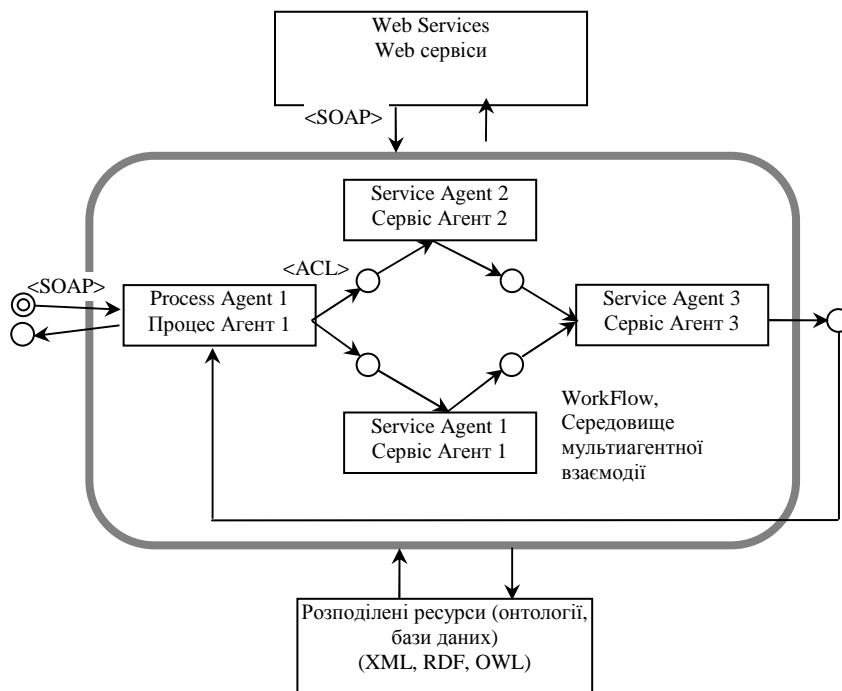 Web Services
Web сервіси
<SOAP>
Service Agent 2
Сервіс Агент 2
<SOAP>
<ACL>
Process Agent 1
Процес Агент 1
Service Agent 3
Сервіс Агент 3
Service Agent 1
Сервіс Агент 1
WorkFlow,
Середовище
мультиагентної
взаємодії
Розподілені ресурси (онтології,
бази даних)
(XML, RDF, OWL)